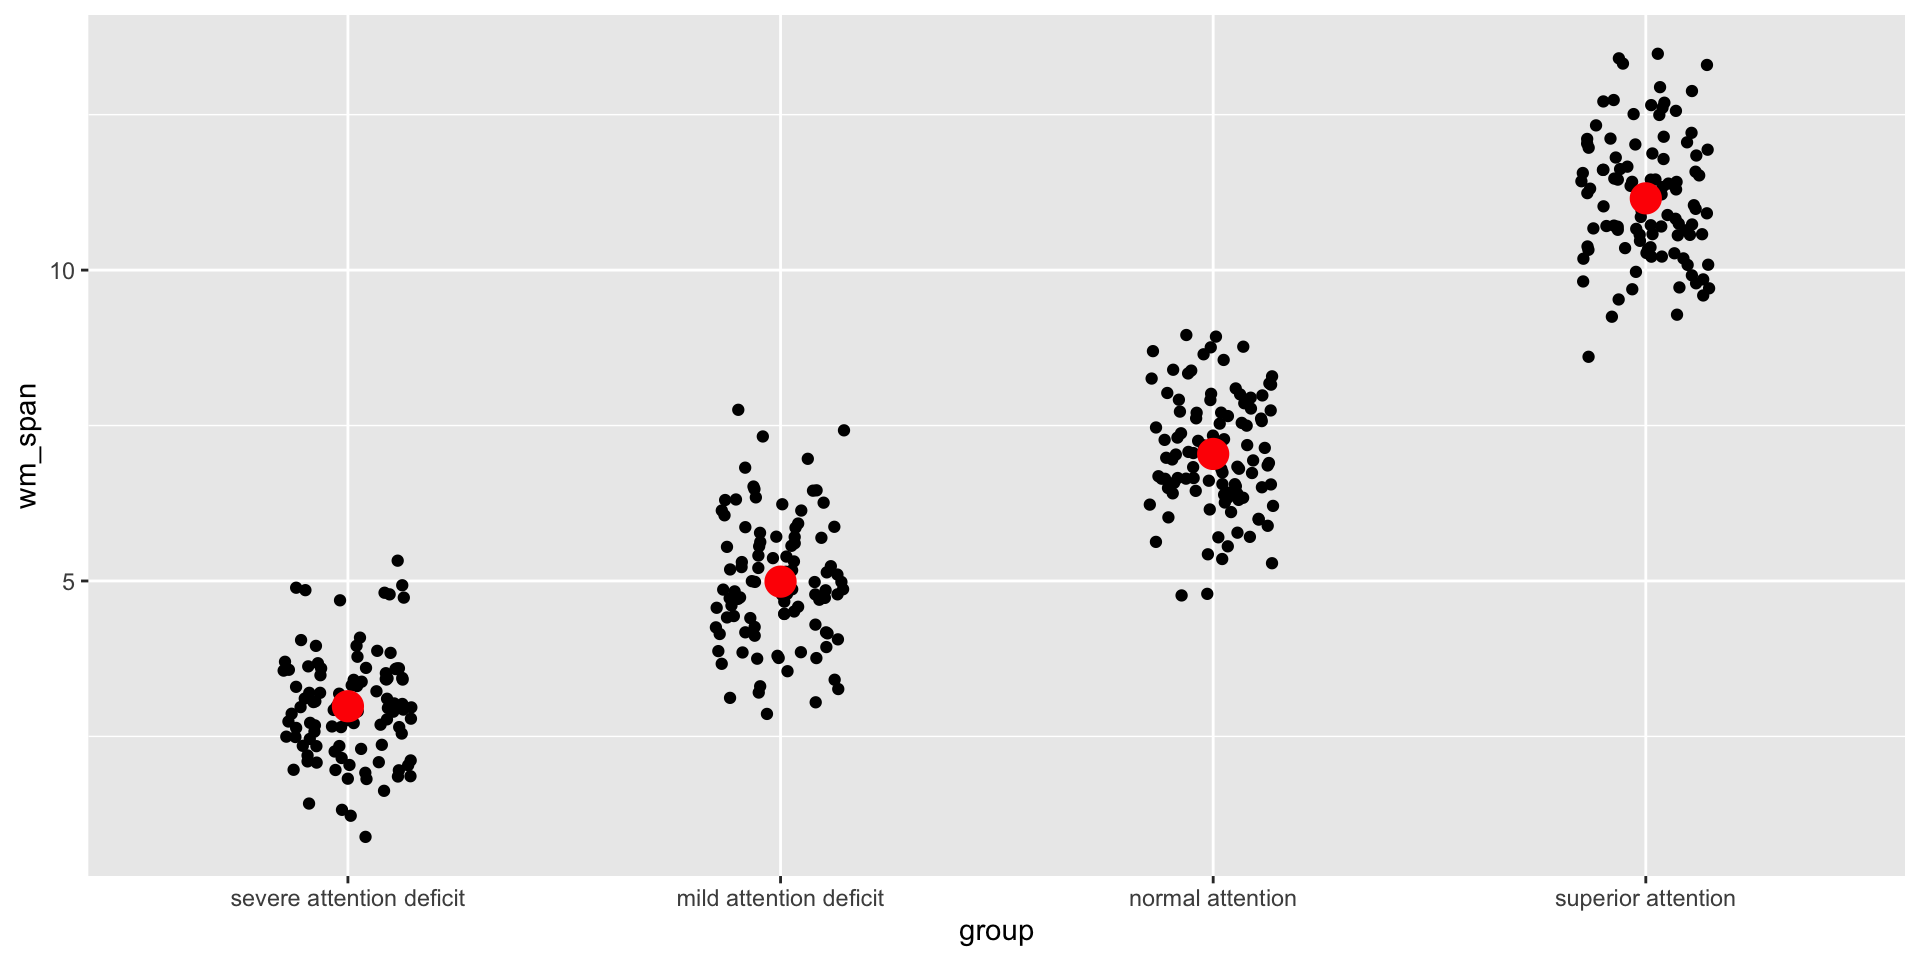 wm_span
10
5
severe attention deficit
mild attention deficit
normal attention
superior attention
group